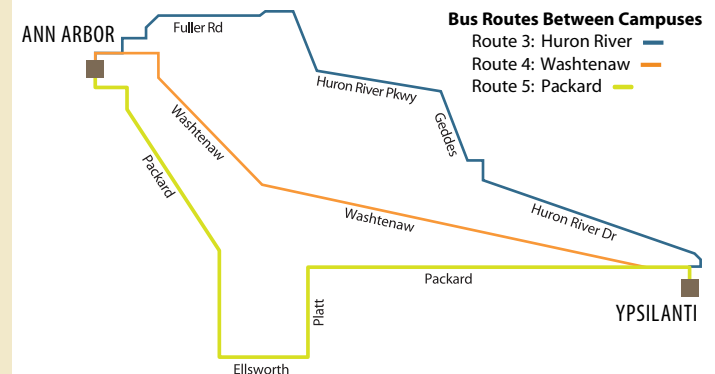 Bus Routes Between Campuses
Route 3: Huron River
Route 4: Washtenaw
Route 5: Packard
ANN ARBOR
Fuller Rd
Huron River Pkwy
Geddes
Washtenaw
Packard
Washtenaw
Huron River Dr
Packard
Platt
YPSILANTI
Ellsworth